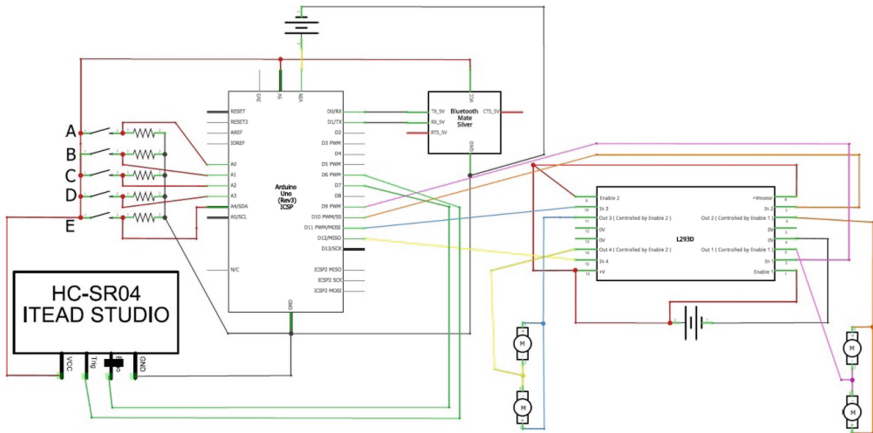 A
B
C
D
E
RESET
RESET2
AREF
IOREF
N/C
3V3
5V
VIN
Arduino
Uno
(Rev3)
ICSP
D0/RX
D1/TX
D2
D3 PWM
D4
D5 PWM
D6 PWM
D7
D8
D9 PWM
D10 PWM/SS
D11 PWM/MOSI
D12/MISO
D13/SCK
ICSP2 MISO
ICSP2 SCK
ICSP2 MOSI
A0
A1
A2
A3
A4/SDA
A5/SCL
N/C
GND
VCC
TX_5V
RX_5V
RTS_5V
CTS_5V
Bluetooth
Mate
Silver
GND
Enable 2
In 3
Out 3 ( Controlled by Enable 2 )
0V
0V
Out 4 ( Controlled by Enable 2 )
In 4
+V
L293D
+Vmotor
In 2
Out 2 ( Controlled by Enable 1 )
0V
0V
Out 1 ( Controlled by Enable 1 )
In 1
Enable 1
HC-SR04
ITEAD STUDIO
VCC
Trig
GND
M
M
M
M